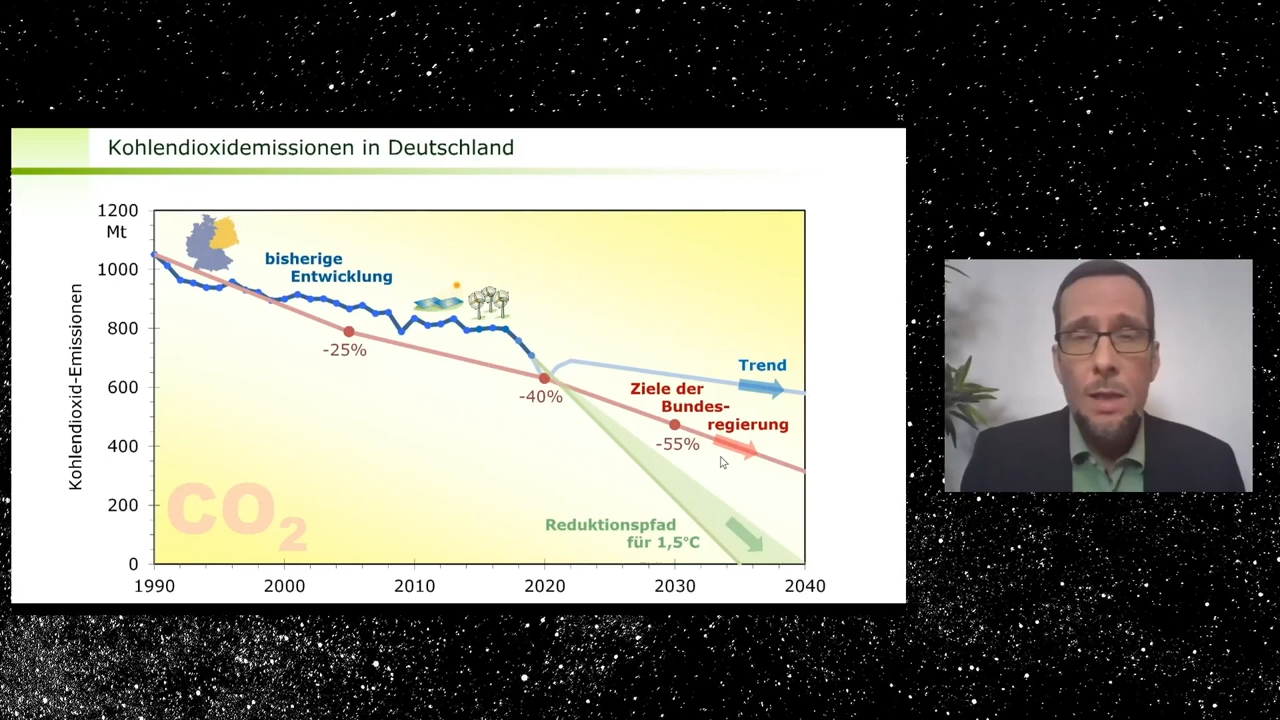 Kohlendioxidemissionen in Deutschland
1200
Mt
1000
800
600
400
200
0
Kohlendioxid-Emissionen
1990
2000
2010
2020
2030
2040
bisherige
Entwicklung
-25%
-40%
-55%
Trend
Ziele der
Bundes-
regierung
Reduktionspfad
für 1,5°C
CO2